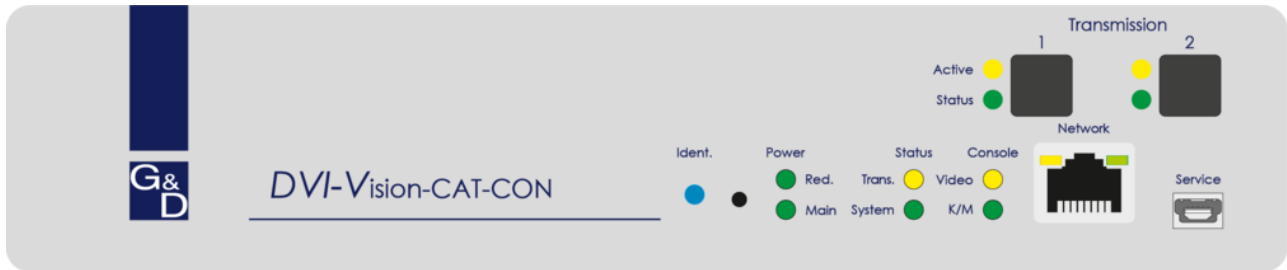 Transmission
1 2
Active
Status
Network
Ident. Power Status Console Service
G&D DVI-Vision-CAT-CON
Red. Trans. Video
Main System K/M